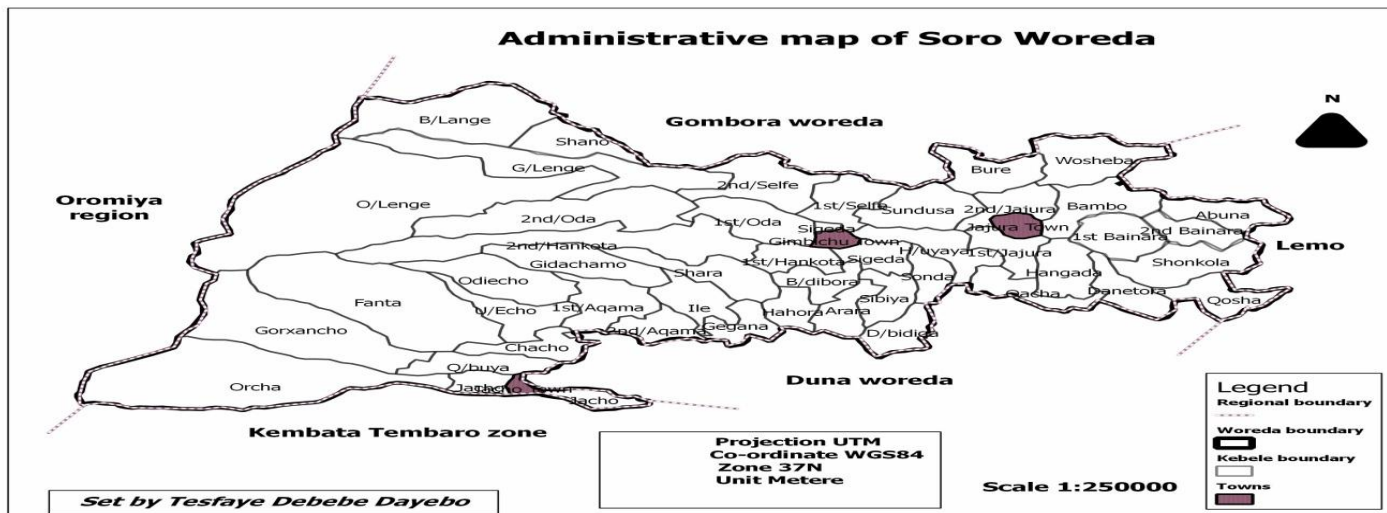 Administrative map of Soro Woreda
N
B/Lange
Gombora woreda
Shano
Wosheba
Bure
G/Lenge
2nd/Selfe
Oromiya
region
O/Lenge
1st/Selfe
2nd/Jajura
Bambo
Sundusa
Abuna
2nd/Oda
1st/Oda
Sigeda
Jajura Town
2nd Bainara
1st Bainara
Gimbichu Town
Lemo
2nd/Hankota
H/uyaya
1st/Jajura
Gidachamo
1st/Hankota
Sigeda
Shonkola
Shara
Sonda
Hangada
Odiecho
B/dibora
Danetora
Fanta
Sibiya
Qosha
U/Echo
1st/Aqama
Ile
Hahora
Arara
Gorxancho
2nd/Aqama
Gegana
D/bidiqa
Chacho
Duna woreda
Orcha
Jacho Town
Jacho
Kembata Tembaro zone
Legend
Regional boundary
Woreda boundary
Kebele boundary
Towns
Projection UTM
Co-ordinate WGS84
Zone 37N
Unit Metere
Scale 1:250000
Set by Tesfaye Debebe Dayebo